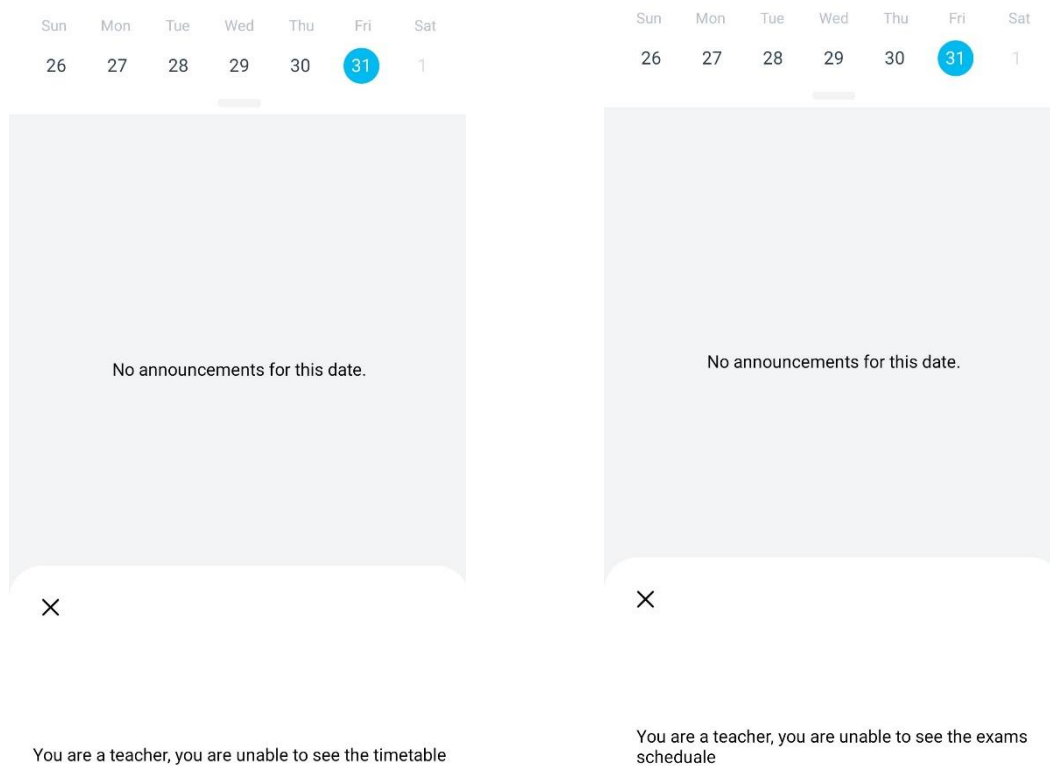 Sun Mon Tue Wed Thu Fri Sat
26 27 28 29 30 31 1
No announcements for this date.
You are a teacher, you are unable to see the timetable
Sun Mon Tue Wed Thu Fri Sat
26 27 28 29 30 31 1
No announcements for this date.
You are a teacher, you are unable to see the exams
scheduale